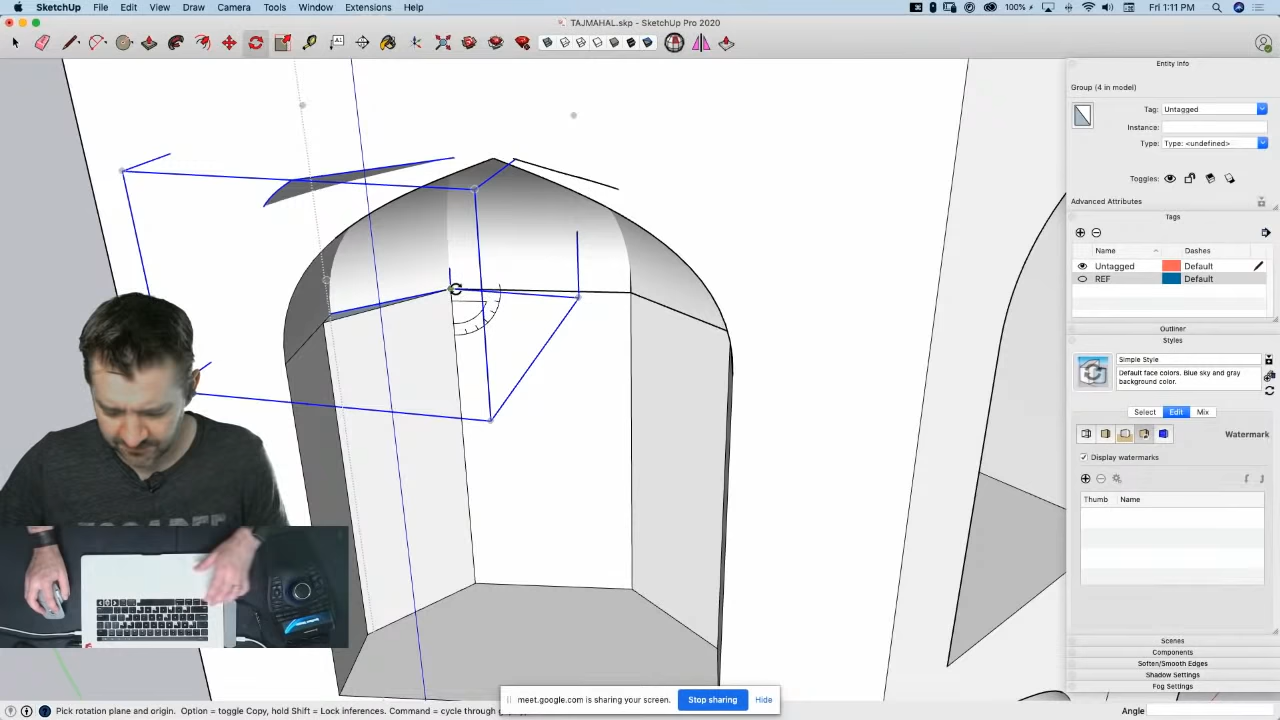 SketchUp File Edit View Draw Camera Tools Window Extensions Help
100% Fri 1:11 PM
TAJMAHAL.skp - SketchUp Pro 2020
Entity Info
Group (4 in model)
Tag: Untagged
Instance:
Type: Type: <undefined>
Toggles:
Advanced Attributes
Tags
Name Dashes
Untagged Default
REF Default
Outliner
Styles
Simple Style
Default face colors. Blue sky and gray
background color.
Select Edit Mix
Watermark
Display watermarks
Thumb Name
Scenes
Components
Soften/Smooth Edges
Shadow Settings
Fog Settings
meet.google.com is sharing your screen. Stop sharing Hide
Pick rotation plane and origin. Option = toggle Copy, hold Shift = Lock inferences. Command = cycle through
Angle